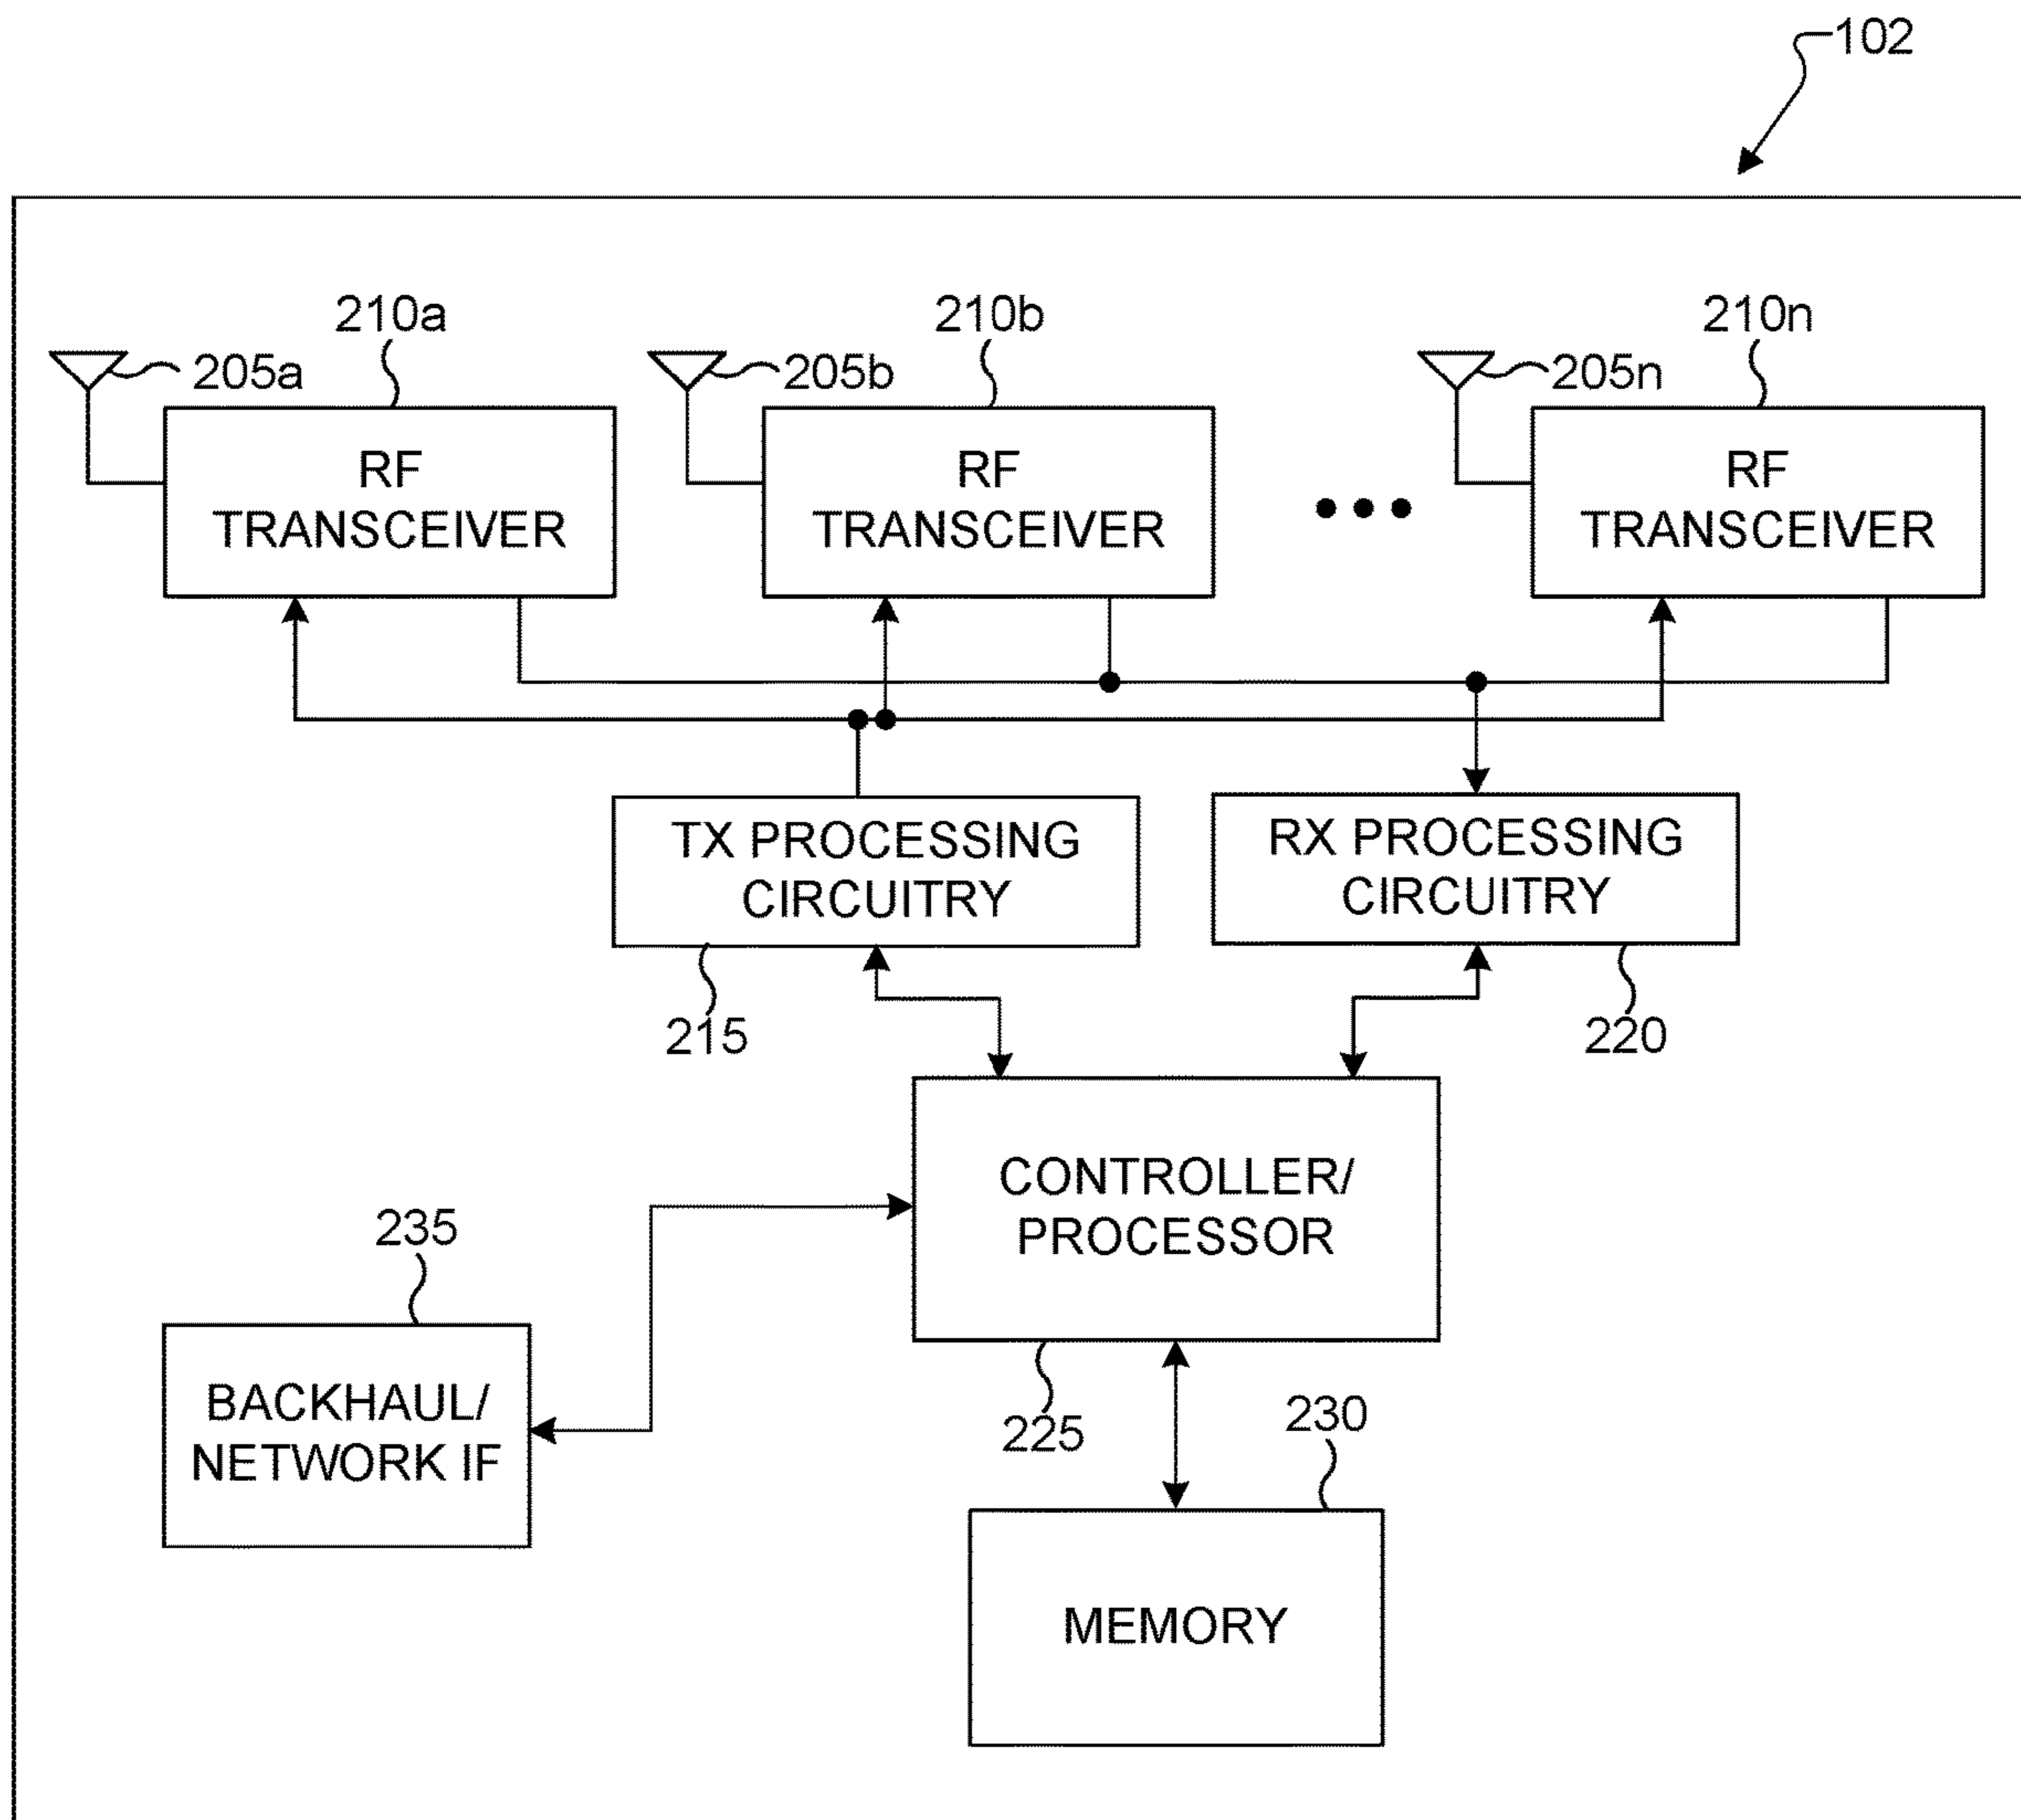 102
210a
210b
210n
205a
205b
205n
RF
TRANSCEIVER
RF
TRANSCEIVER
RF
TRANSCEIVER
TX PROCESSING
CIRCUITRY
RX PROCESSING
CIRCUITRY
215
220
CONTROLLER/
PROCESSOR
235
BACKHAUL/
NETWORK IF
225
230
MEMORY